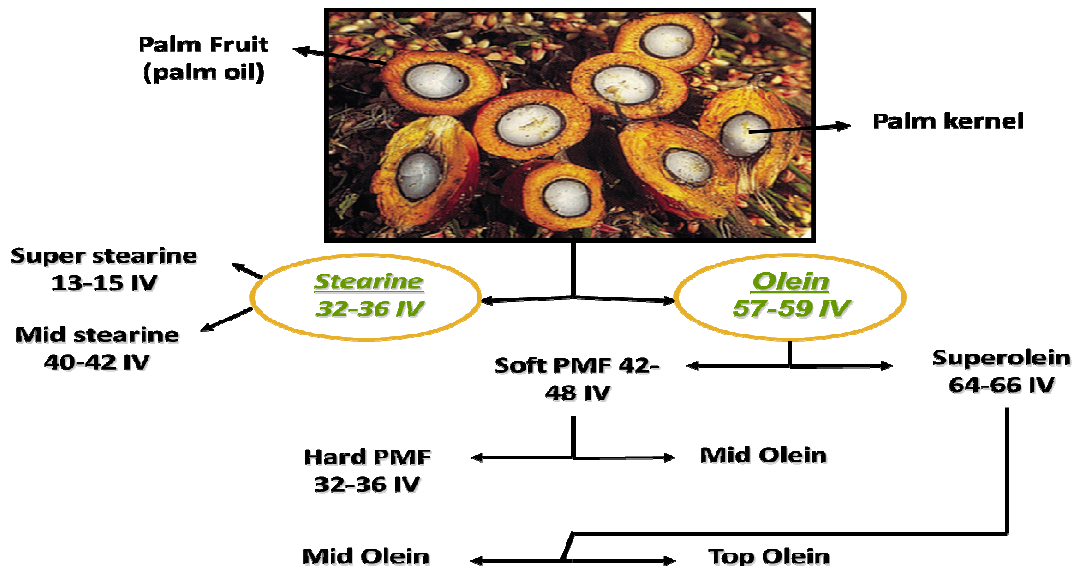 Palm Fruit
(palm oil)
Palm kernel
Super stearine
13-15 IV
Mid stearine
40-42 IV
Stearine
32-36 IV
Olein
57-59 IV
Soft PMF 42-
48 IV
Superolein
64-66 IV
Hard PMF
32-36 IV
Mid Olein
Mid Olein
Top Olein